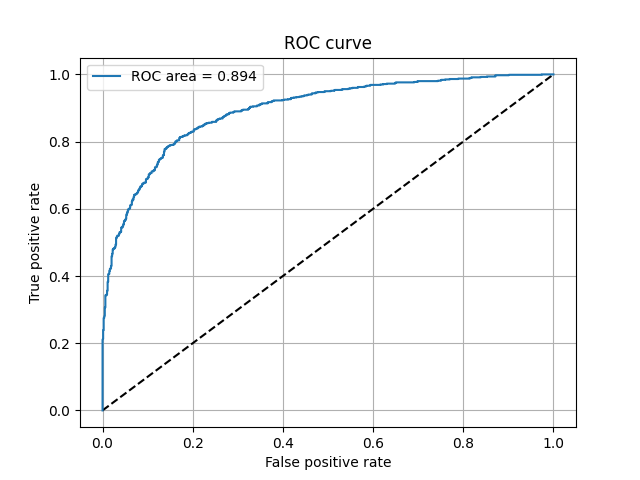 ROC curve
ROC area = 0.894
1.0
0.8
0.6
0.4
0.2
0.0
True positive rate
0.0 0.2 0.4 0.6 0.8 1.0
False positive rate